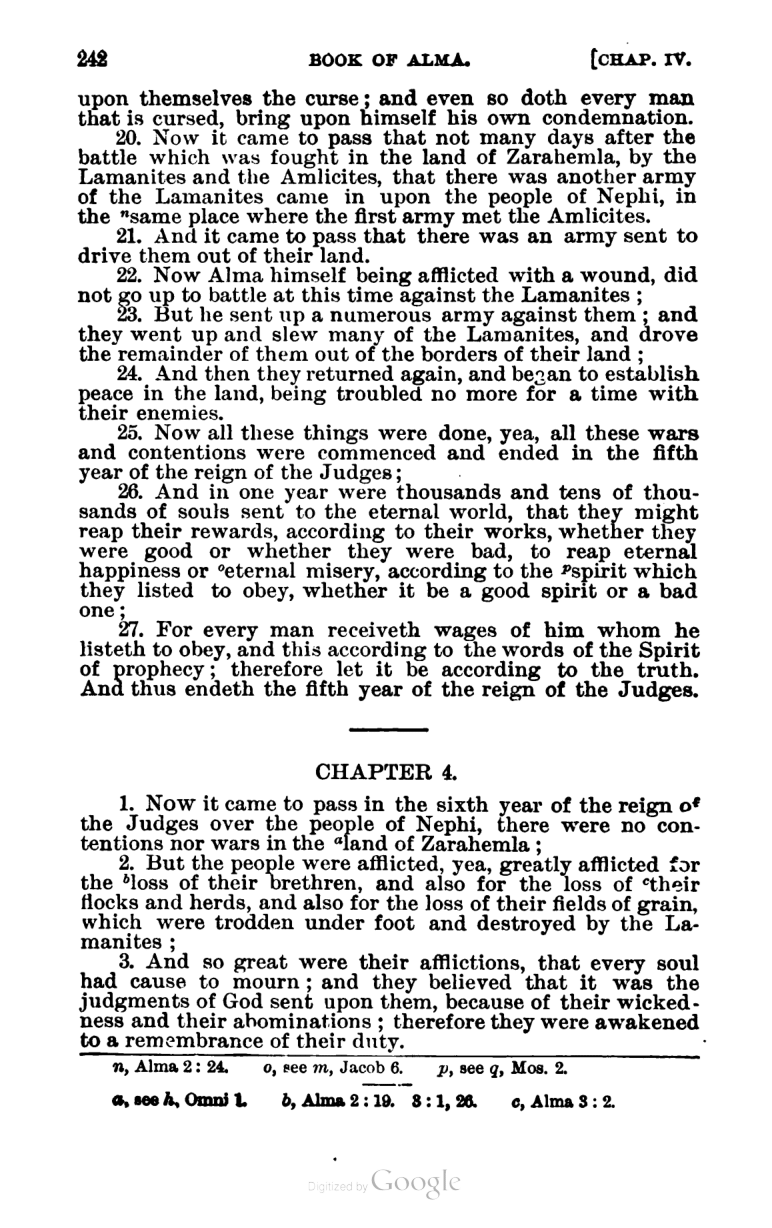 242 BOOK OF ALMA. [CHAP. IV.
upon themselves the curse; and even so doth every man
that is cursed, bring upon himself his own condemnation.
20. Now it came to pass that not many days after the
battle which was fought in the land of Zarahemla, by the
Lamanites and the Amlicites, that there was another army
of the Lamanites came in upon the people of Nephi, in
the ⁿsame place where the first army met the Amlicites.
21. And it came to pass that there was an army sent to
drive them out of their land.
22. Now Alma himself being afflicted with a wound, did
not go up to battle at this time against the Lamanites;
23. But he sent up a numerous army against them; and
they went up and slew many of the Lamanites, and drove
the remainder of them out of the borders of their land;
24. And then they returned again, and began to establish
peace in the land, being troubled no more for a time with
their enemies.
25. Now all these things were done, yea, all these wars
and contentions were commenced and ended in the fifth
year of the reign of the Judges;
26. And in one year were thousands and tens of thou-
sands of souls sent to the eternal world, that they might
reap their rewards, according to their works, whether they
were good or whether they were bad, to reap eternal
happiness or ᵒeternal misery, according to the ᵖspirit which
they listed to obey, whether it be a good spirit or a bad
one;
27. For every man receiveth wages of him whom he
listeth to obey, and this according to the words of the Spirit
of prophecy; therefore let it be according to the truth.
And thus endeth the fifth year of the reign of the Judges.
CHAPTER 4.
1. Now it came to pass in the sixth year of the reign of
the Judges over the people of Nephi, there were no con-
tentions nor wars in the ᵃland of Zarahemla;
2. But the people were afflicted, yea, greatly afflicted for
the ᵇloss of their brethren, and also for the loss of ᶜtheir
flocks and herds, and also for the loss of their fields of grain,
which were trodden under foot and destroyed by the La-
manites;
3. And so great were their afflictions, that every soul
had cause to mourn; and they believed that it was the
judgments of God sent upon them, because of their wicked-
ness and their abominations; therefore they were awakened
to a remembrance of their duty.
n, Alma 2: 24. o, see m, Jacob 6. p, see q, Mos. 2.
a, see h, Omni 1. b, Alma 2: 19. 3: 1, 26. c, Alma 3: 2.
Digitized by Google